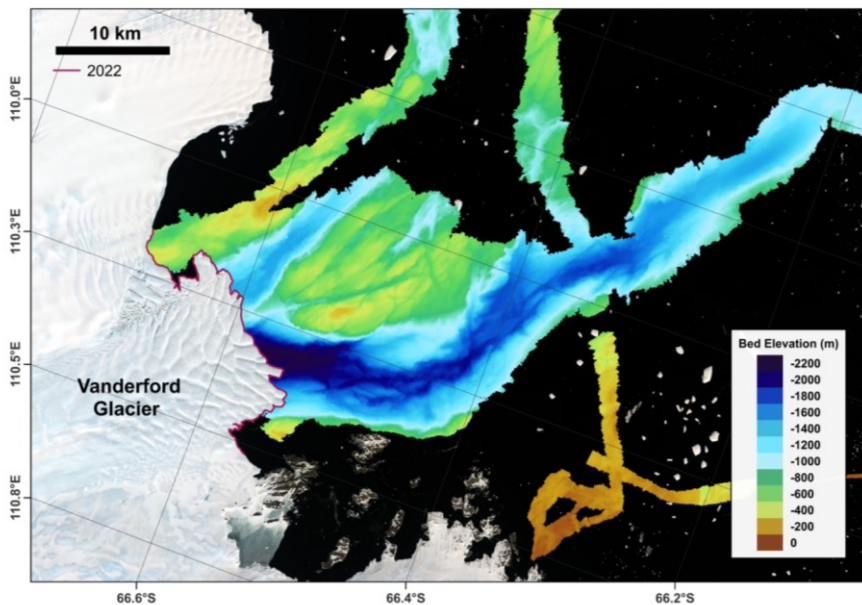 10 km
2022
110.0°E
110.3°E
110.5°E
110.8°E
Vanderford
Glacier
Bed Elevation (m)
-2200
-2000
-1800
-1600
-1400
-1200
-1000
-800
-600
-400
-200
0
66.6°S
66.4°S
66.2°S